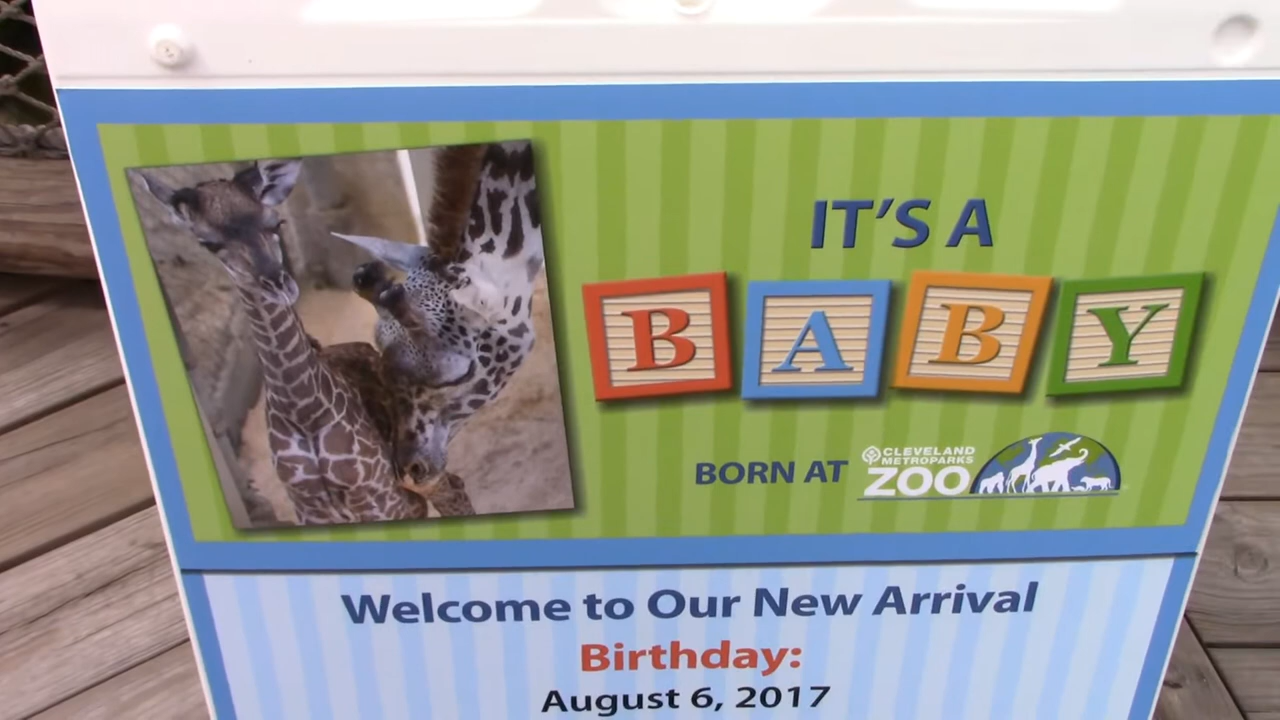 IT'S A
BABY
BORN AT
CLEVELAND
METROPARKS
ZOO
Welcome to Our New Arrival
Birthday:
August 6, 2017